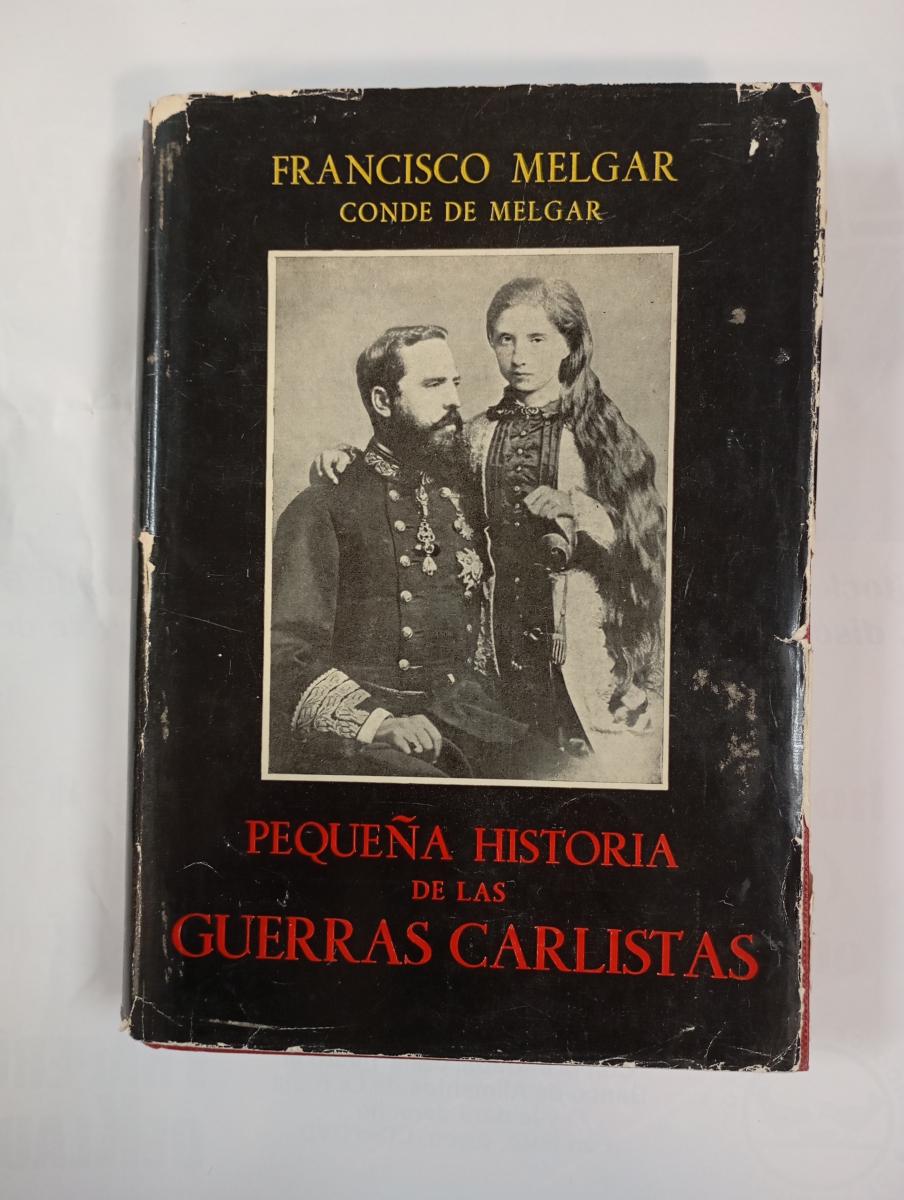 FRANCISCO MELGAR
CONDE DE MELGAR
PEQUEÑA HISTORIA
DE LAS
GUERRAS CARLISTAS